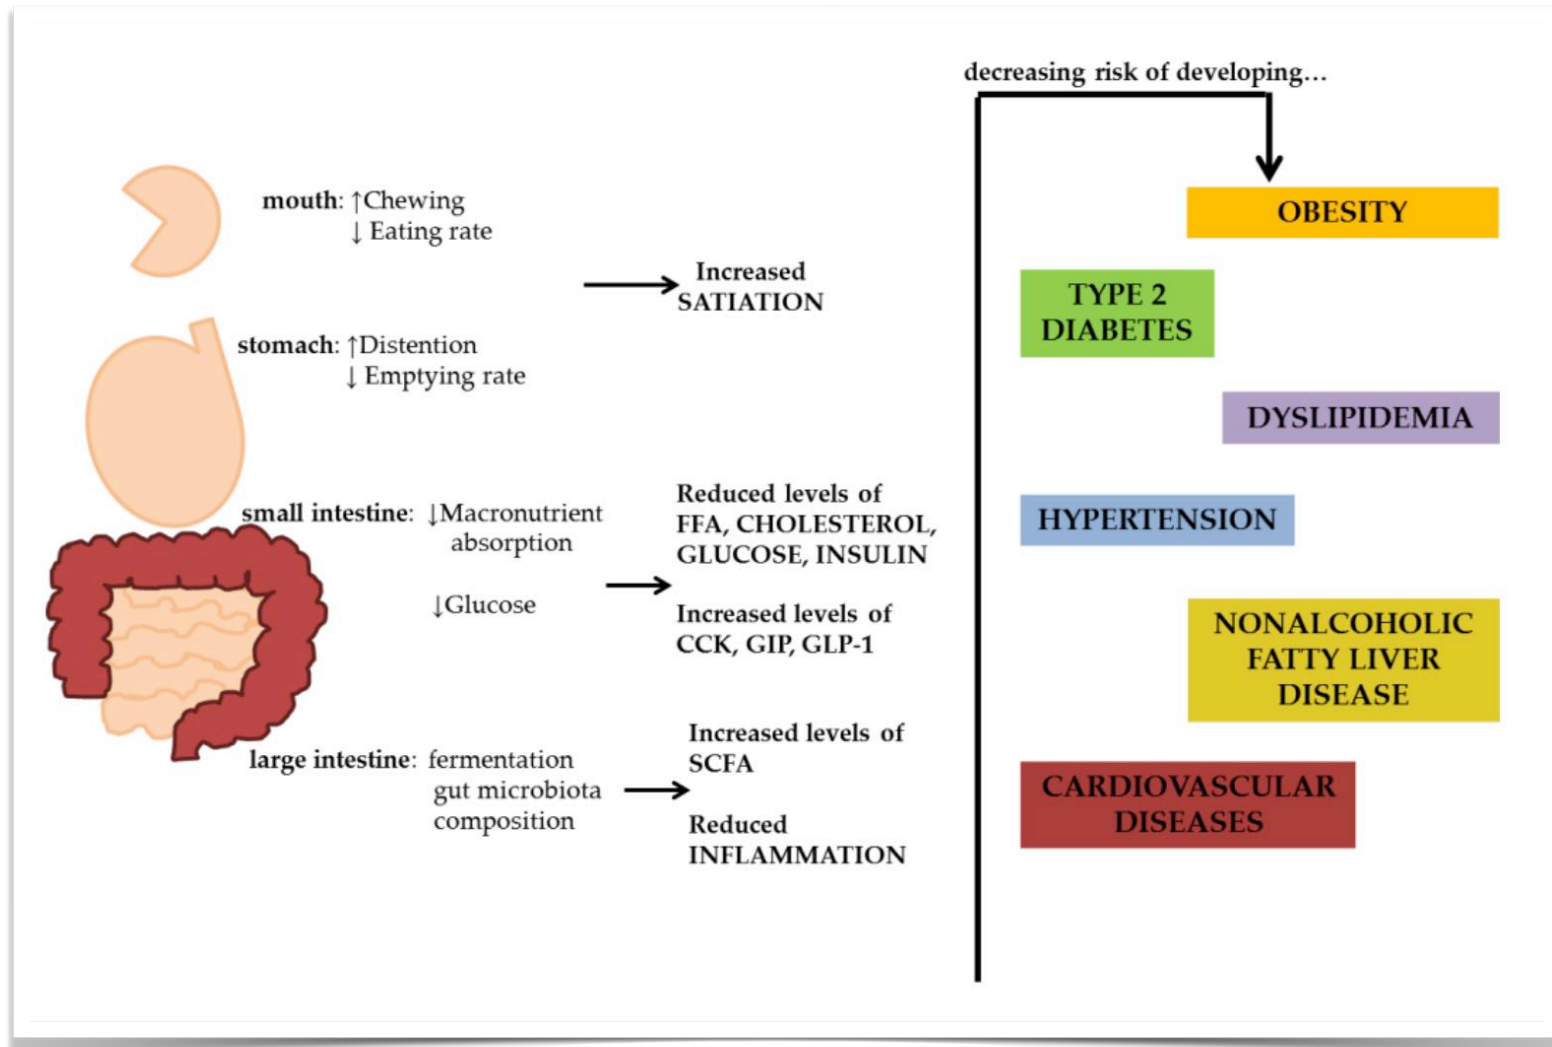 decreasing risk of developing...
mouth: ↑Chewing
↓ Eating rate
Increased
SATIATION
stomach: ↑Distention
↓ Emptying rate
small intestine: ↓Macronutrient
absorption
↓Glucose
Reduced levels of
FFA, CHOLESTEROL,
GLUCOSE, INSULIN
Increased levels of
CCK, GIP, GLP-1
large intestine: fermentation
gut microbiota
composition
Increased levels of
SCFA
Reduced
INFLAMMATION
OBESITY
TYPE 2
DIABETES
DYSLIPIDEMIA
HYPERTENSION
NONALCOHOLIC
FATTY LIVER
DISEASE
CARDIOVASCULAR
DISEASES